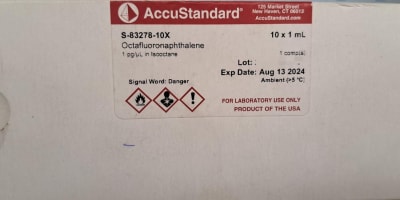 AccuStandard®
125 Market Street
New Haven, CT 06513
AccuStandard.com
S-83278-10X
10 x 1 mL
Octafluoronaphthalene
1 pg/µL in Isooctane
1 comp(s)
Lot:
Exp Date: Aug 13 2024
Ambient (>5 °C)
Signal Word: Danger
FOR LABORATORY USE ONLY
PRODUCT OF THE USA